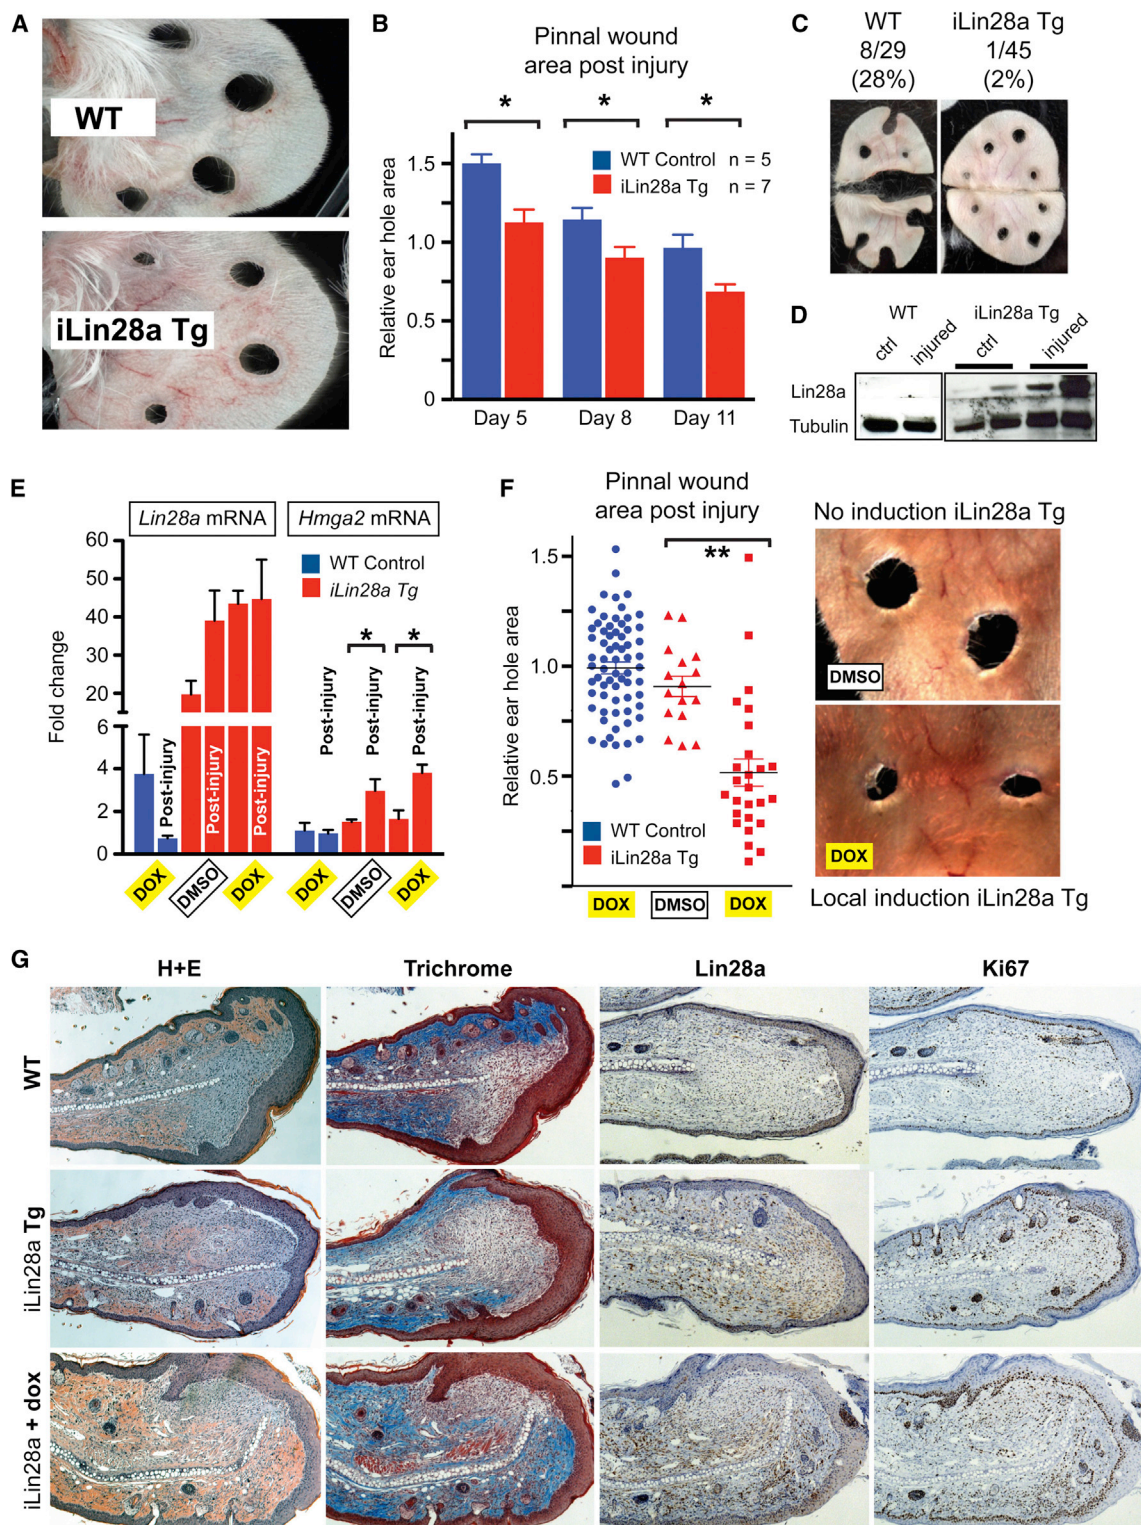 A
WT
iLin28a Tg
B
Pinnal wound
area post injury
* * *
WT Control n = 5
iLin28a Tg n = 7
Relative ear hole area
1.5
1.0
0.5
0
Day 5 Day 8 Day 11
C
WT iLin28a Tg
8/29 1/45
(28%) (2%)
D
WT iLin28a Tg
ctrl injured ctrl injured
Lin28a
Tubulin
E
Lin28a mRNA Hmga2 mRNA
WT Control
iLin28a Tg
Fold change
60
50
40
30
20
6
4
2
0
* *
Post-injury Post-injury Post-injury Post-injury Post-injury Post-injury
DOX DMSO DOX DOX DMSO DOX
F
Pinnal wound
area post injury
**
Relative ear hole area
1.5
1.0
0.5
WT Control
iLin28a Tg
DOX DMSO DOX
No induction iLin28a Tg
DMSO
DOX
Local induction iLin28a Tg
G
H+E Trichrome Lin28a Ki67
WT
iLin28a Tg
iLin28a + dox